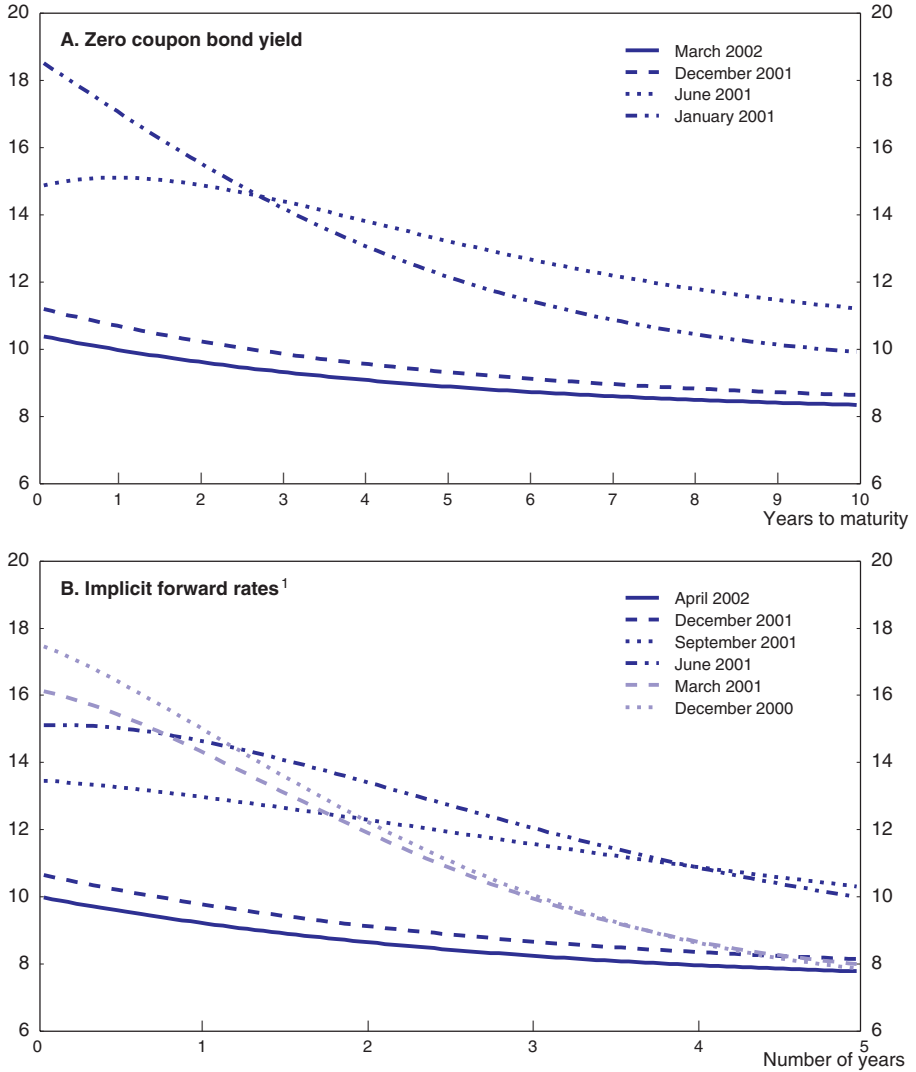 A. Zero coupon bond yield
March 2002
December 2001
June 2001
January 2001
20
18
16
14
12
10
8
6
20
18
16
14
12
10
8
6
0 1 2 3 4 5 6 7 8 9 10
Years to maturity
B. Implicit forward rates 1
April 2002
December 2001
September 2001
June 2001
March 2001
December 2000
20
18
16
14
12
10
8
6
20
18
16
14
12
10
8
6
0 1 2 3 4 5
Number of years